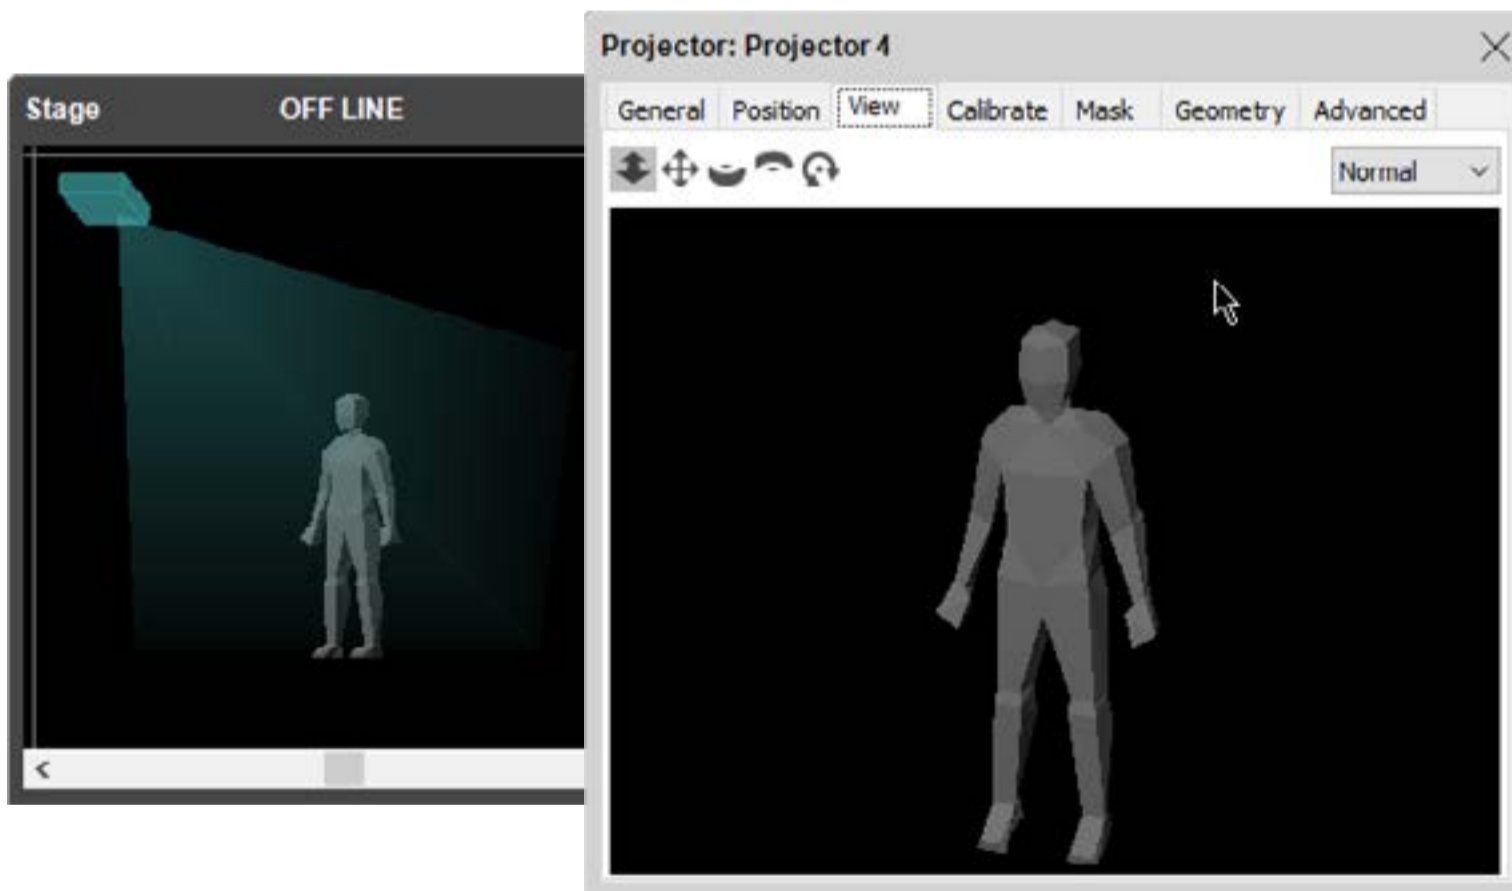 Projector: Projector 4
Stage OFF LINE
General Position View Calibrate Mask Geometry Advanced
Normal